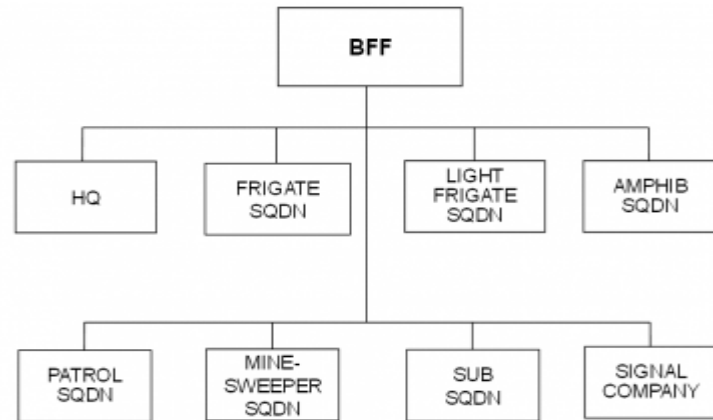 BFF
HQ
FRIGATE
SQDN
LIGHT
FRIGATE
SQDN
AMPHIB
SQDN
PATROL
SQDN
MINE-
SWEEPER
SQDN
SUB
SQDN
SIGNAL
COMPANY